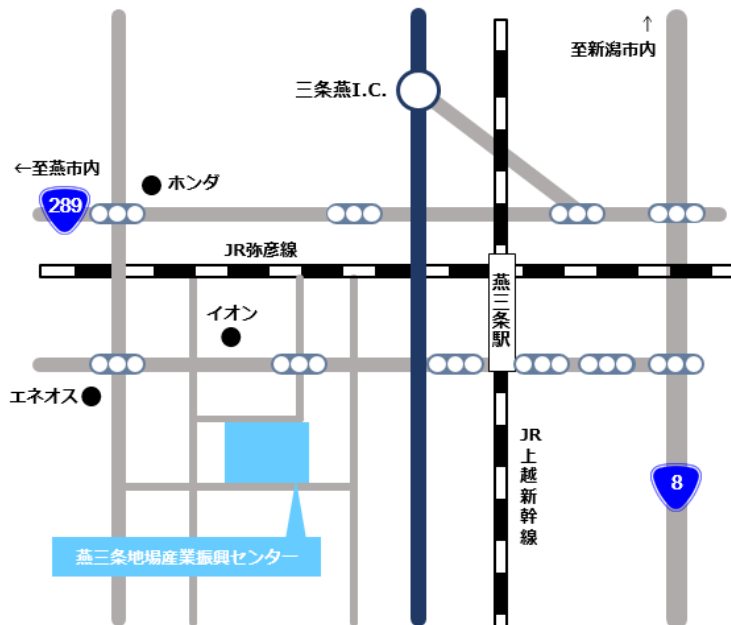 ↑
至新潟市内
三条燕I.C.
←至燕市内
ホンダ
289
JR弥彦線
燕三条駅
イオン
エネオス
JR上越新幹線
8
燕三条地場産業振興センター